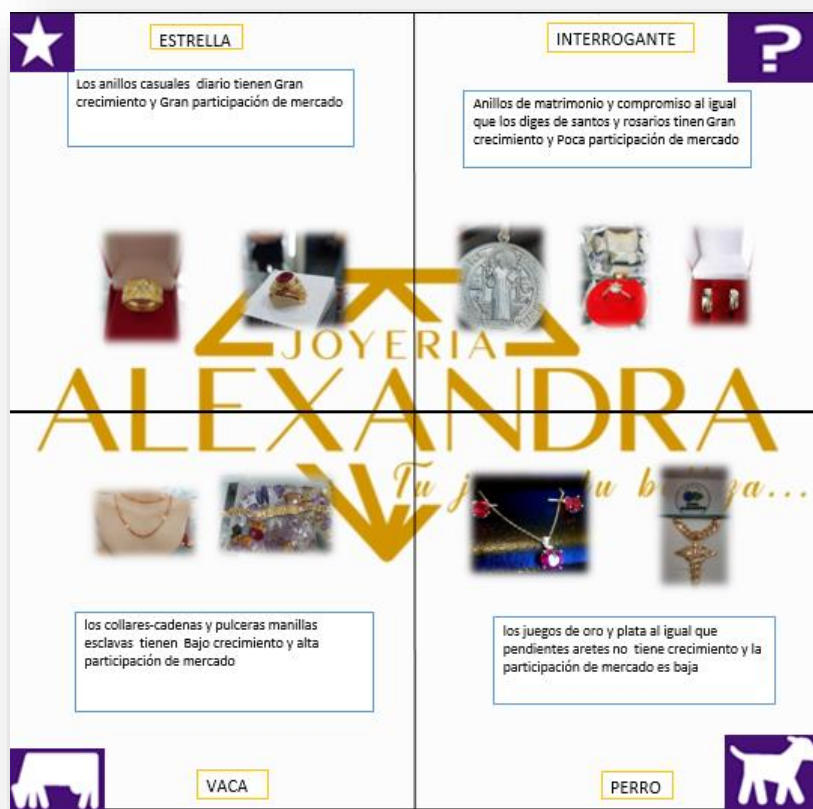 ESTRELLA
Los anillos casuales diario tienen Gran
crecimiento y Gran participación de mercado
INTERROGANTE
?
Anillos de matrimonio y compromiso al igual
que los diges de santos y rosarios tinen Gran
crecimiento y Poca participación de mercado
JOYERIA
ALEXANDRA
Tu j
tu b
za...
los collares-cadenas y pulceras manillas
esclavas tienen Bajo crecimiento y alta
participación de mercado
VACA
los juegos de oro y plata al igual que
pendientes aretes no tiene crecimiento y la
participación de mercado es baja
PERRO